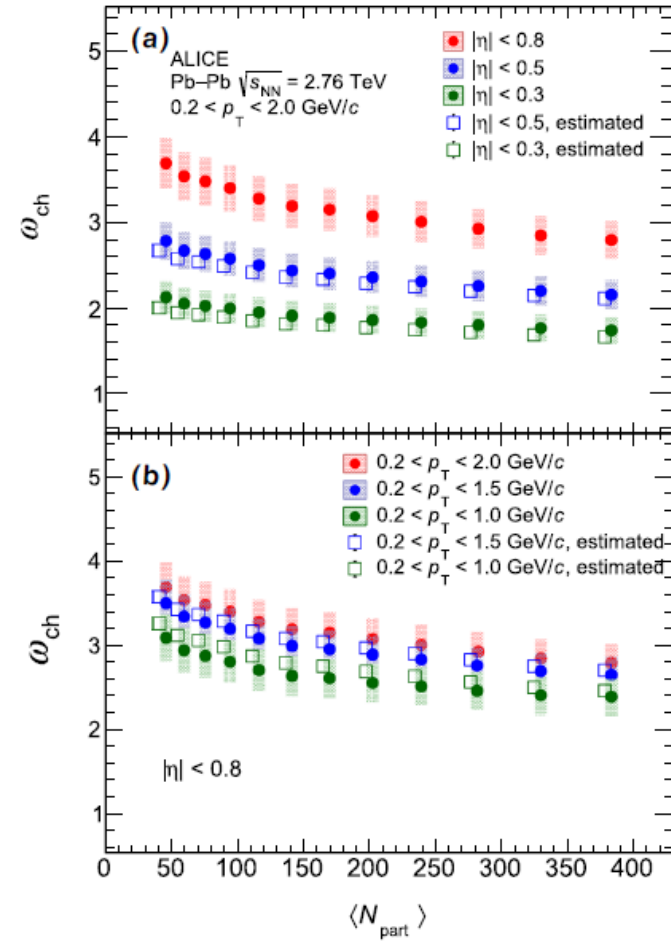 (a)
ALICE
Pb–Pb √sNN = 2.76 TeV
0.2 < pT < 2.0 GeV/c
|η| < 0.8
|η| < 0.5
|η| < 0.3
|η| < 0.5, estimated
|η| < 0.3, estimated
5
4
3
2
1
ωch
(b)
0.2 < pT < 2.0 GeV/c
0.2 < pT < 1.5 GeV/c
0.2 < pT < 1.0 GeV/c
0.2 < pT < 1.5 GeV/c, estimated
0.2 < pT < 1.0 GeV/c, estimated
5
4
3
2
1
ωch
|η| < 0.8
0 50 100 150 200 250 300 350 400
⟨Npart⟩